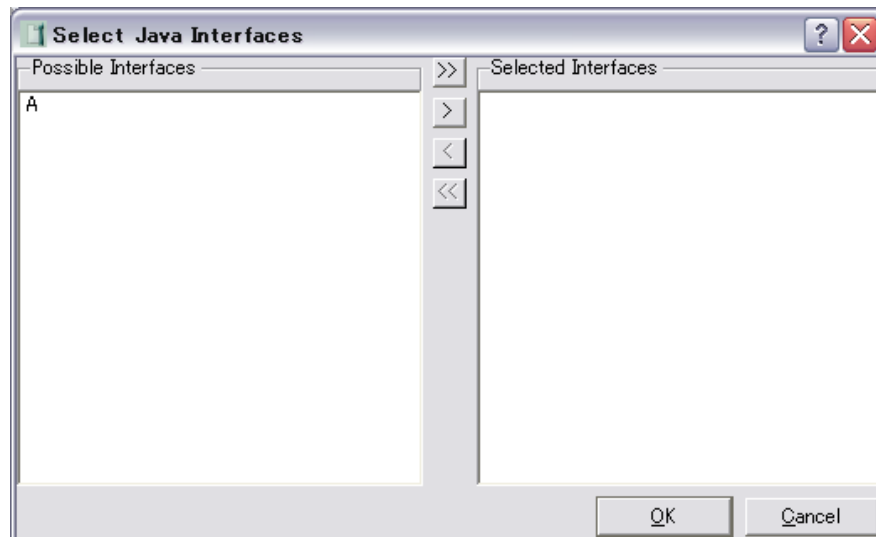 Select Java Interfaces
?
Possible Interfaces
>>
Selected Interfaces
A
>
<
<<
OK
Cancel